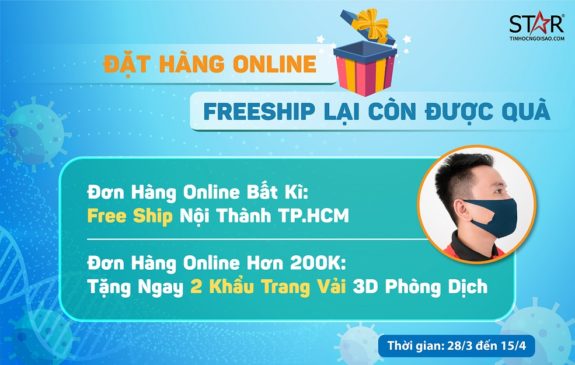 STAR
TINHOCNGOISAO.COM
ĐẶT HÀNG ONLINE
FREESHIP LẠI CÒN ĐƯỢC QUÀ
Đơn Hàng Online Bất Kì:
Free Ship Nội Thành TP.HCM
Đơn Hàng Online Hơn 200K:
Tặng Ngay 2 Khẩu Trang Vải 3D Phòng Dịch
Thời gian: 28/3 đến 15/4